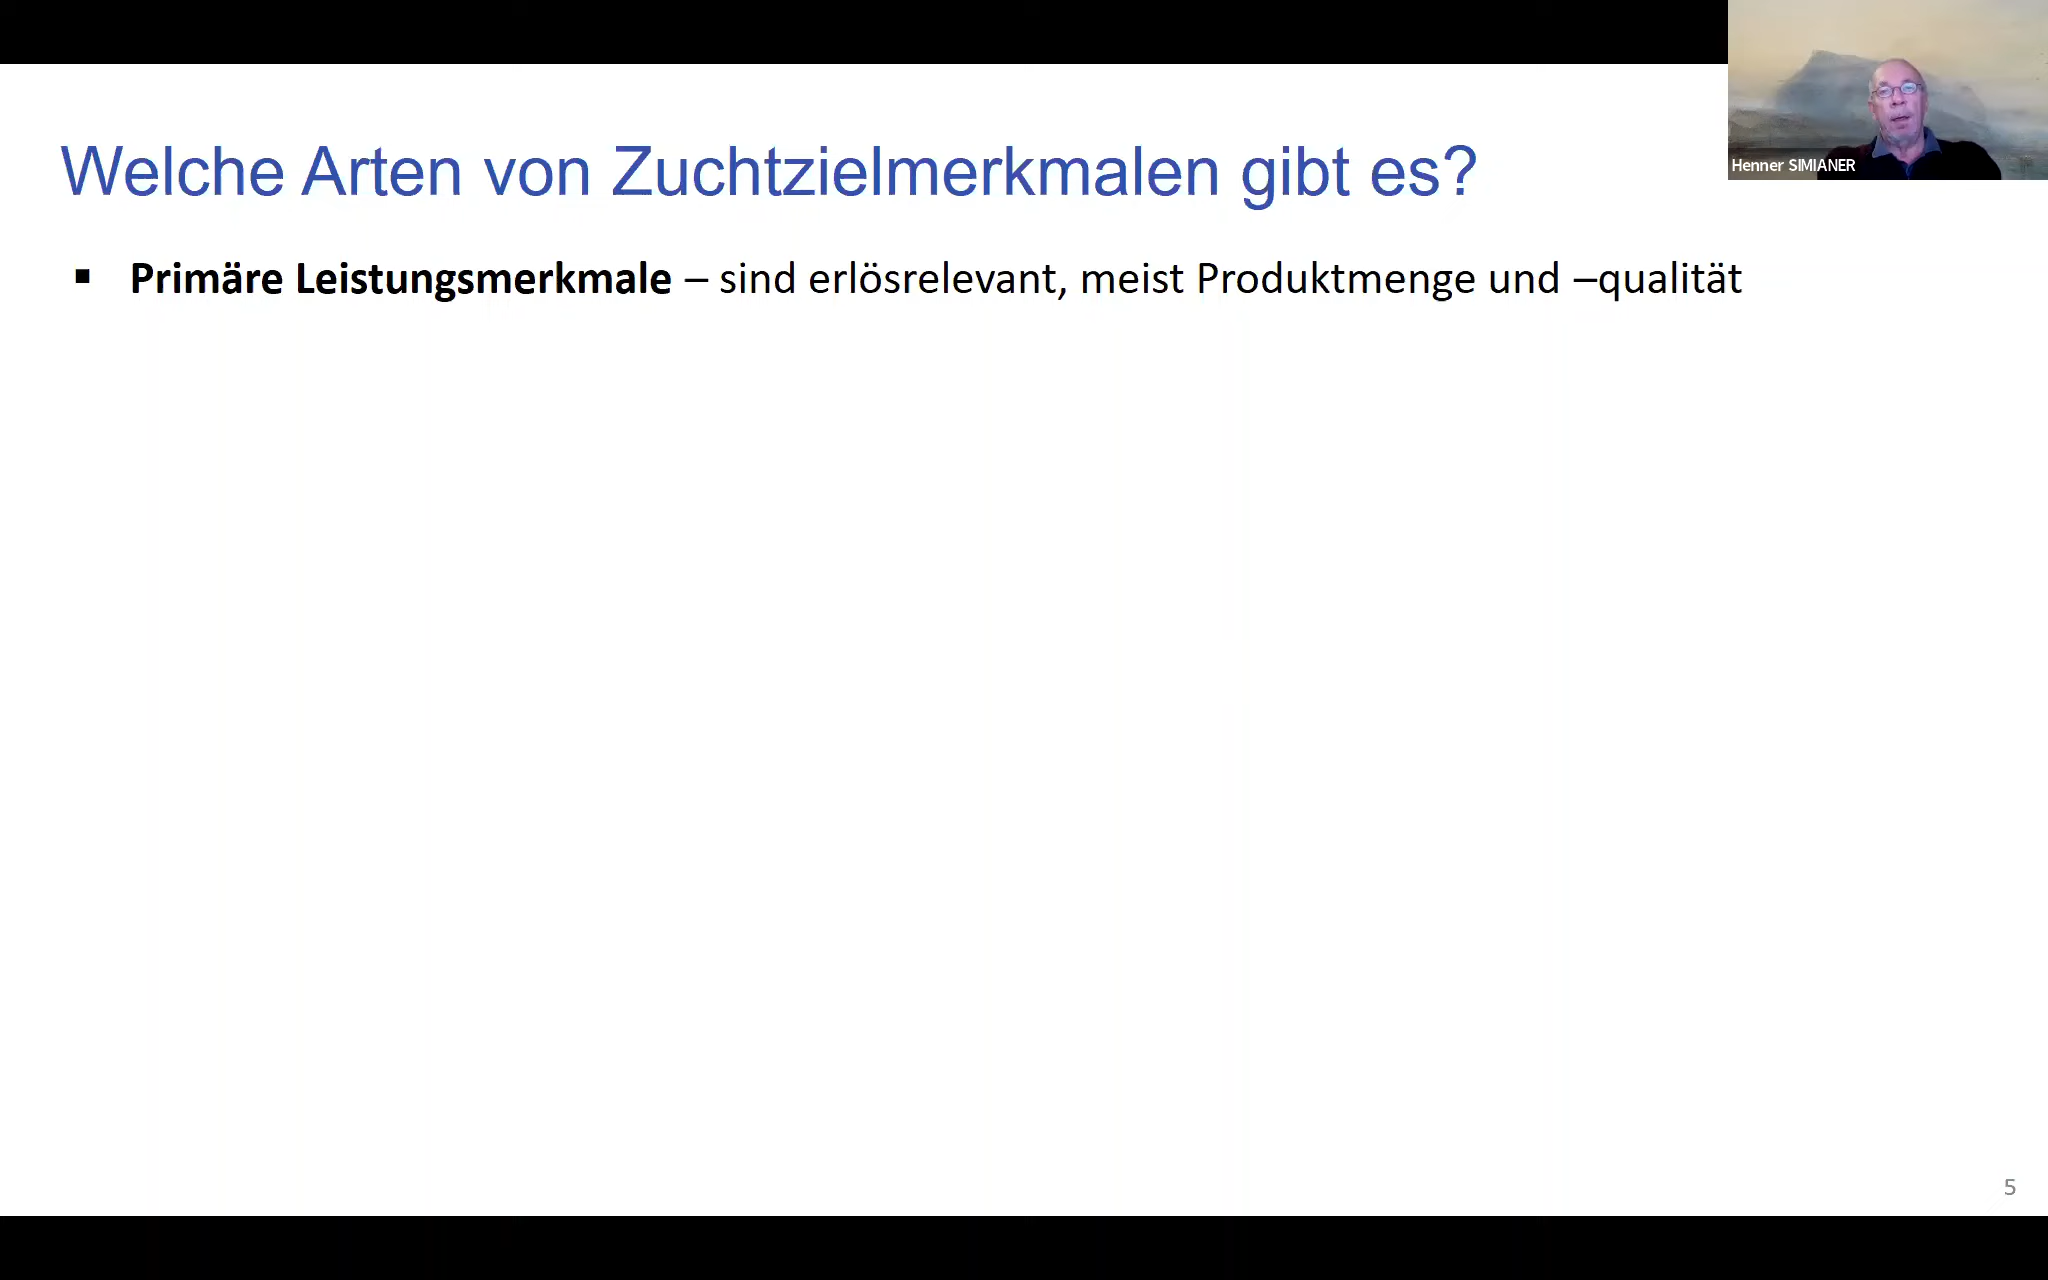 Welche Arten von Zuchtzielmerkmalen gibt es?
Henner SIMIANER
▪ Primäre Leistungsmerkmale – sind erlösrelevant, meist Produktmenge und –qualität
5